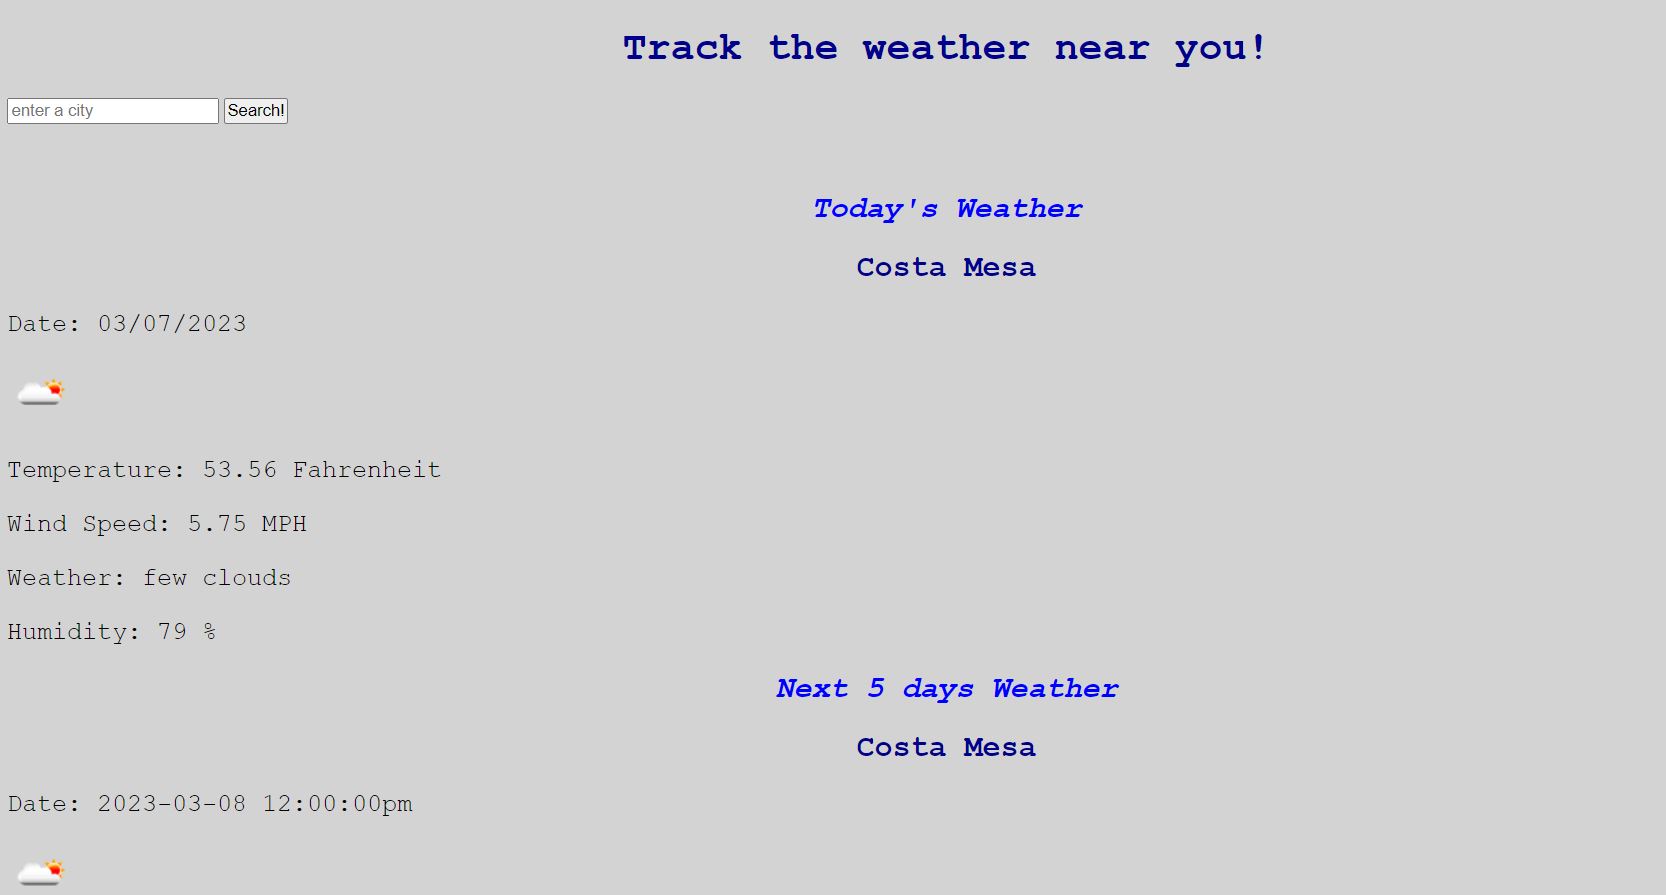 Track the weather near you!
enter a city Search!
Today's Weather
Costa Mesa
Date: 03/07/2023
Temperature: 53.56 Fahrenheit
Wind Speed: 5.75 MPH
Weather: few clouds
Humidity: 79 %
Next 5 days Weather
Costa Mesa
Date: 2023-03-08 12:00:00pm